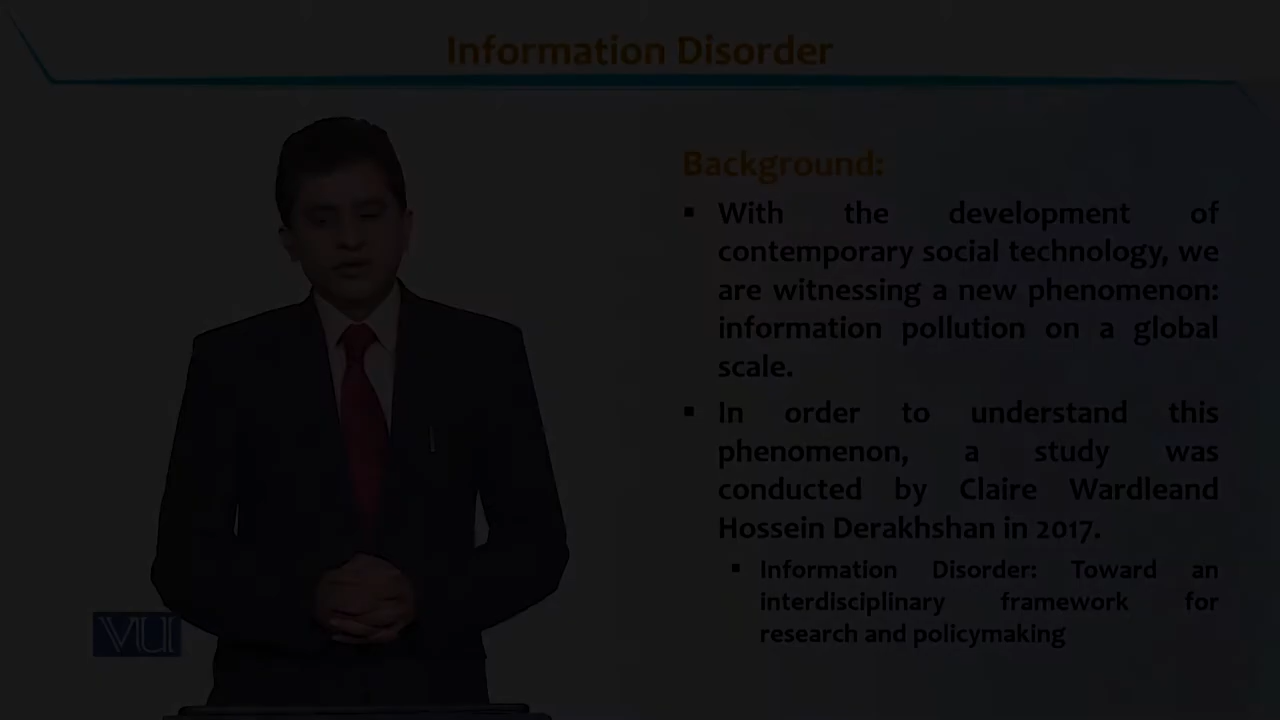 Information Disorder
Background:
▪ With the development of
contemporary social technology, we
are witnessing a new phenomenon:
information pollution on a global
scale.
▪ In order to understand this
phenomenon, a study was
conducted by Claire Wardleand
Hossein Derakhshan in 2017.
▪ Information Disorder: Toward an
interdisciplinary framework for
research and policymaking
VU